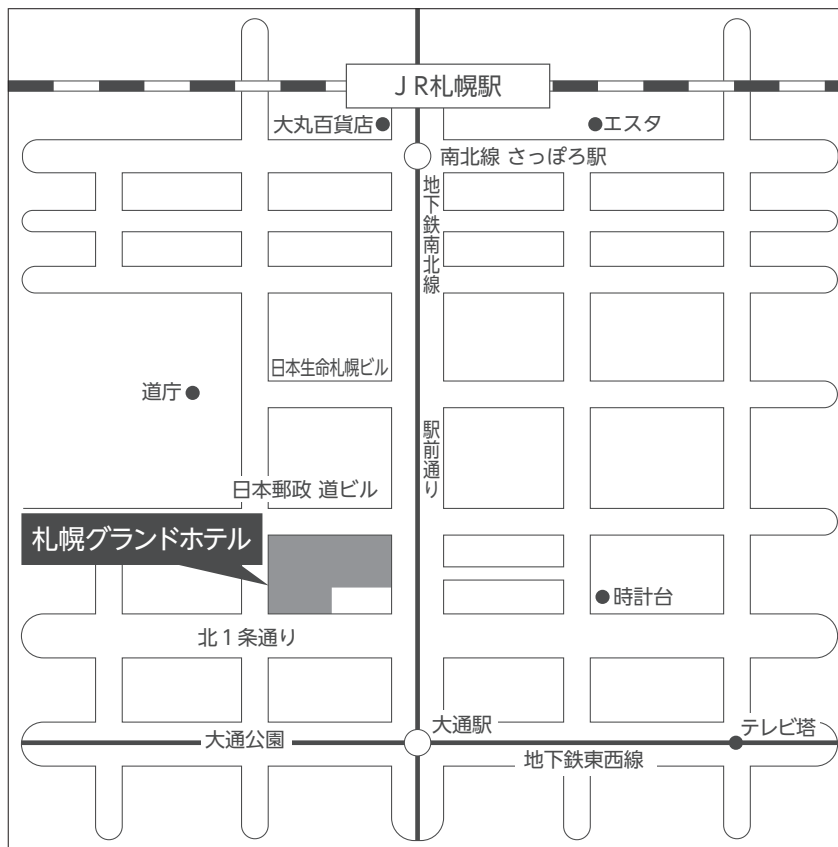 ＪＲ札幌駅
大丸百貨店
エスタ
南北線 さっぽろ駅
地下鉄南北線
日本生命札幌ビル
道庁
駅前通り
日本郵政 道ビル
札幌グランドホテル
時計台
北１条通り
大通駅
テレビ塔
大通公園
地下鉄東西線